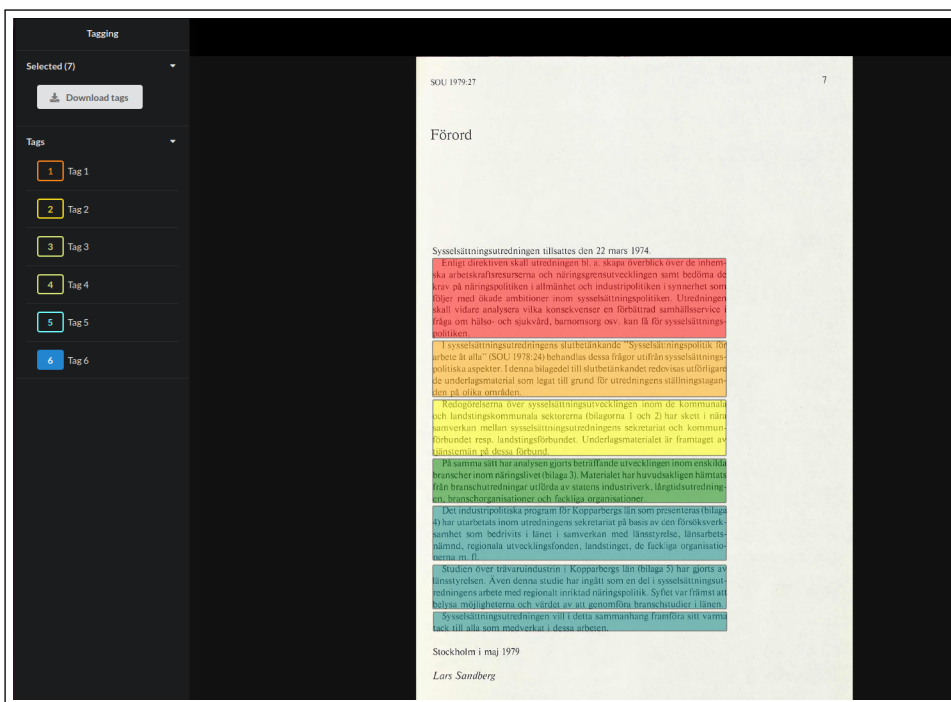 Tagging
Selected (7)
Download tags
Tags
1 Tag 1
2 Tag 2
3 Tag 3
4 Tag 4
5 Tag 5
6 Tag 6
SOU 1979:27
7
Förord
Sysselsättningsutredningen tillsattes den 22 mars 1974.
Enligt direktiven skall utredningen bl. a. skapa överblick över de inhem-
ska arbetskraftsresurserna och näringsgrensutvecklingen samt bedöma de
krav på näringspolitiken i allmänhet och industripolitiken i synnerhet som
följer med ökade ambitioner inom sysselsättningspolitiken. Utredningen
skall vidare analysera vilka konsekvenser en förbättrad samhällsservice i
fråga om hälso- och sjukvård, barnomsorg osv. kan få för sysselsättnings-
politiken.
I sysselsättningsutredningens slutbetänkande "Sysselsättningspolitik för
arbete åt alla" (SOU 1978:24) behandlas dessa frågor utifrån sysselsättnings-
politiska aspekter. I denna bilagedel till slutbetänkandet redovisas utförligare
de underlagsmaterial som legat till grund för utredningens ställningstagan-
den på olika områden.
Redogörelserna över sysselsättningsutvecklingen inom de kommunala
och landstingskommunala sektorerna (bilagorna 1 och 2) har skett i nära
samverkan mellan sysselsättningsutredningens sekretariat och kommun-
förbundet resp. landstingsförbundet. Underlagsmaterialet är framtaget av
tjänstemän på dessa förbund.
På samma sätt har analysen gjorts beträffande utvecklingen inom enskilda
branscher inom näringslivet (bilaga 3). Materialet har huvudsakligen hämtats
från branschutredningar utförda av statens industriverk, långtidsutredning-
en, branschorganisationer och fackliga organisationer.
Det industripolitiska program för Kopparbergs län som presenteras (bilaga
4) har utarbetats inom utredningens sekretariat på basis av den försöksverk-
samhet som bedrivits i länet i samverkan med länsstyrelse, länsarbets-
nämnd, regionala utvecklingsfonden, landstinget, de fackliga organisatio-
nerna m. fl.
Studien över trävaruindustrin i Kopparbergs län (bilaga 5) har gjorts av
länsstyrelsen. Även denna studie har ingått som en del i sysselsättningsut-
redningens arbete med regionalt inriktad näringspolitik. Syftet var främst att
belysa möjligheterna och värdet av att genomföra branschstudier i länen.
Sysselsättningsutredningen vill i detta sammanhang framföra sitt varma
tack till alla som medverkat i dessa arbeten.
Stockholm i maj 1979
Lars Sandberg